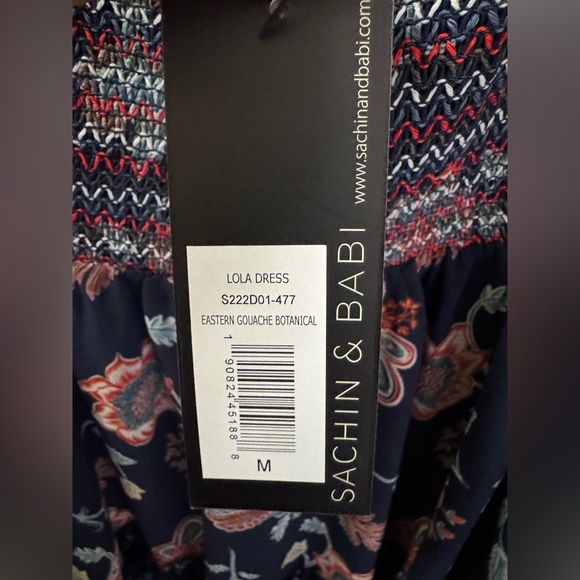 LOLA DRESS
S222D01-477
EASTERN GOUACHE BOTANICAL
1 90824 45188 8
M
SACHIN & BABI
www.sachinandbabi.com